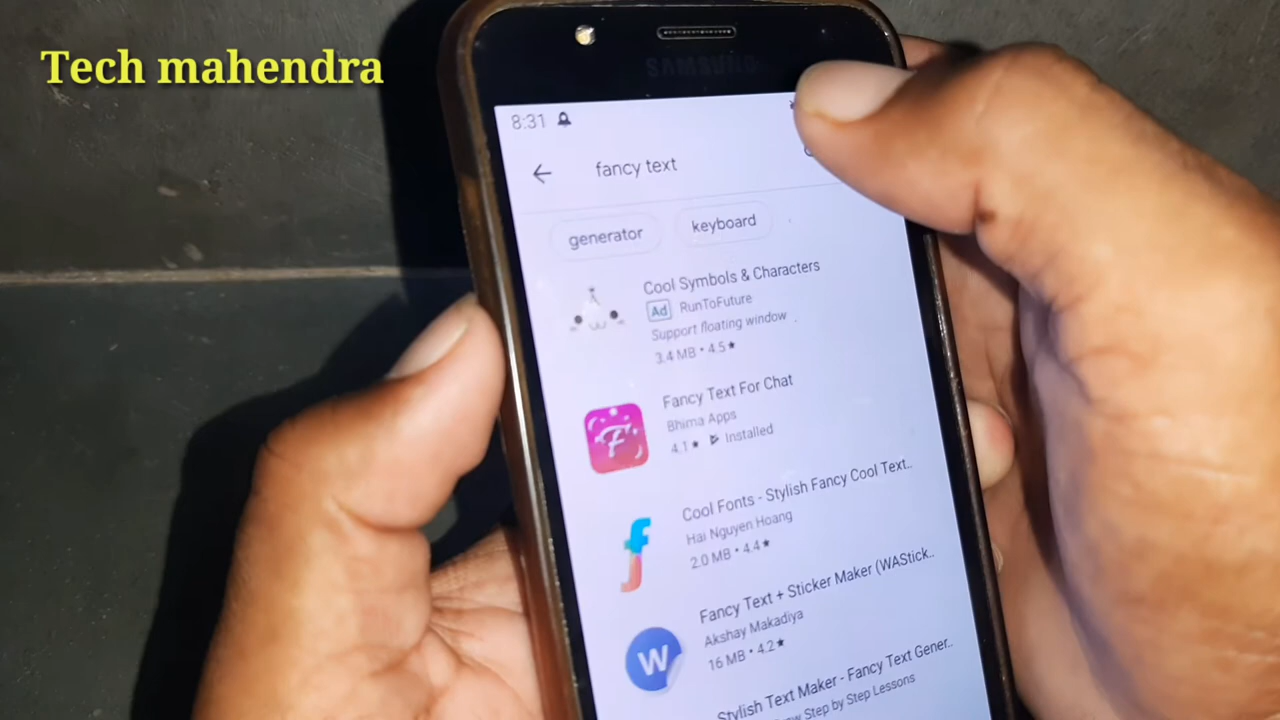 Tech mahendra
SAMSUNG
8:31
fancy text
generator
keyboard
Cool Symbols & Characters
Ad RunToFuture
Support floating window
3.4 MB • 4.5★
Fancy Text For Chat
Bhima Apps
4.1★ Installed
Cool Fonts - Stylish Fancy Cool Text..
Hai Nguyen Hoang
2.0 MB • 4.4★
Fancy Text + Sticker Maker (WAStick..
Akshay Makadiya
16 MB • 4.2★
W
Stylish Text Maker - Fancy Text Gener..
Step by Step Lessons